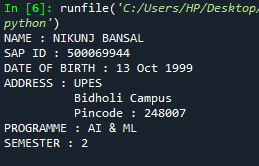 In [6]: runfile('C:/Users/HP/Desktop/
python')
NAME : NIKUNJ BANSAL
SAP ID : 500069944
DATE OF BIRTH : 13 Oct 1999
ADDRESS : UPES
Bidholi Campus
Pincode : 248007
PROGRAMME : AI & ML
SEMESTER : 2